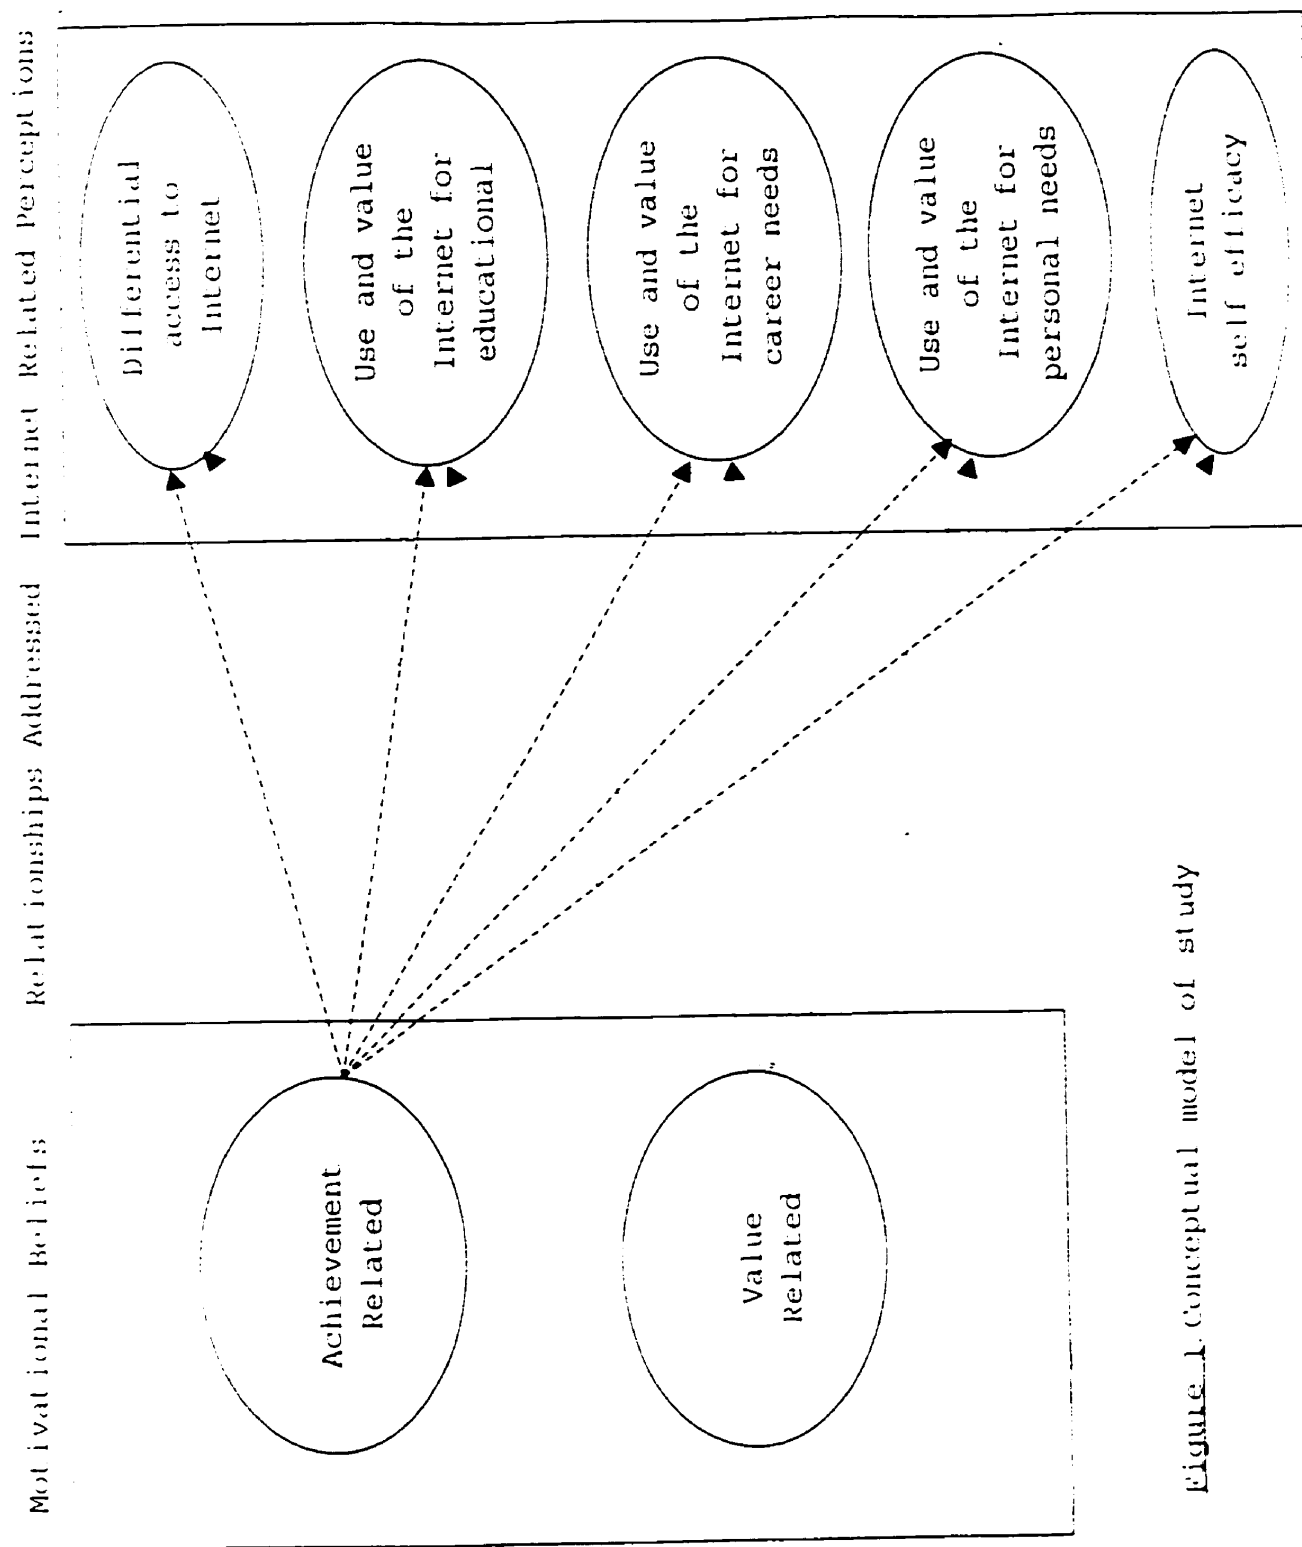 Motivational Beliefs
Relationships Addressed
Internet Related Perceptions
Achievement
Related
Value
Related
Differential
access to
Internet
Use and value
of the
Internet for
educational
Use and value
of the
Internet for
career needs
Use and value
of the
Internet for
personal needs
Internet
self efficacy
Figure 1. Conceptual model of study